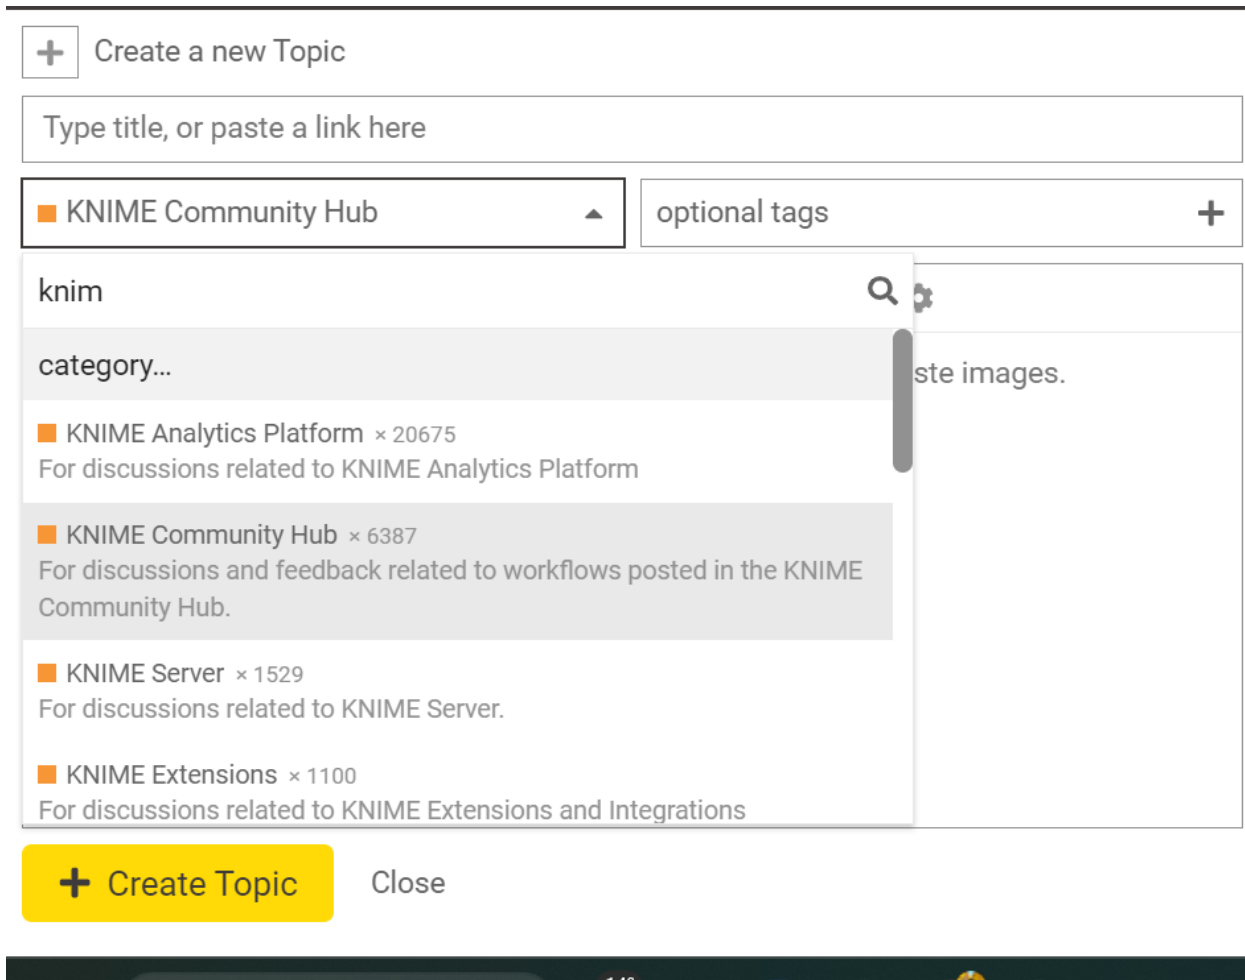 Create a new Topic
Type title, or paste a link here
KNIME Community Hub
optional tags
knim
category...
ste images.
KNIME Analytics Platform × 20675
For discussions related to KNIME Analytics Platform
KNIME Community Hub × 6387
For discussions and feedback related to workflows posted in the KNIME
Community Hub.
KNIME Server × 1529
For discussions related to KNIME Server.
KNIME Extensions × 1100
For discussions related to KNIME Extensions and Integrations
Create Topic
Close